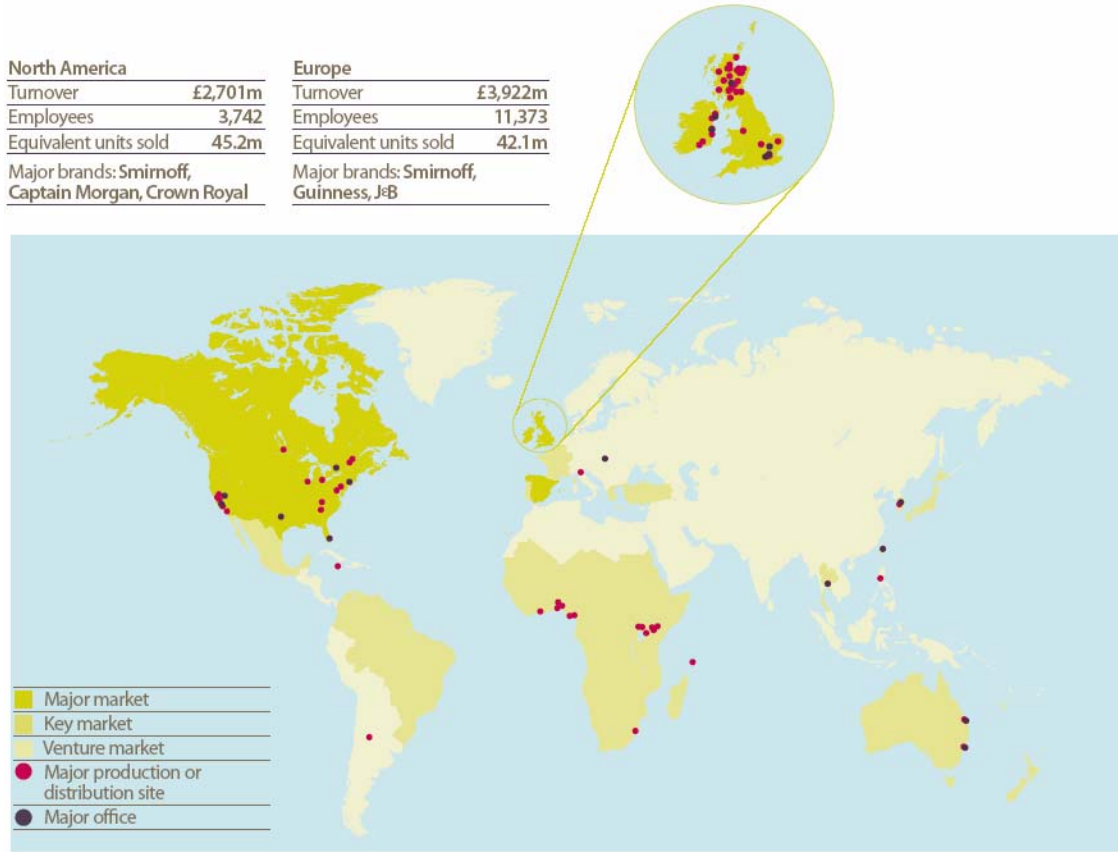 North America
Turnover £2,701m
Employees 3,742
Equivalent units sold 45.2m
Major brands: Smirnoff,
Captain Morgan, Crown Royal
Europe
Turnover £3,922m
Employees 11,373
Equivalent units sold 42.1m
Major brands: Smirnoff,
Guinness, JεB
Major market
Key market
Venture market
Major production or
distribution site
Major office